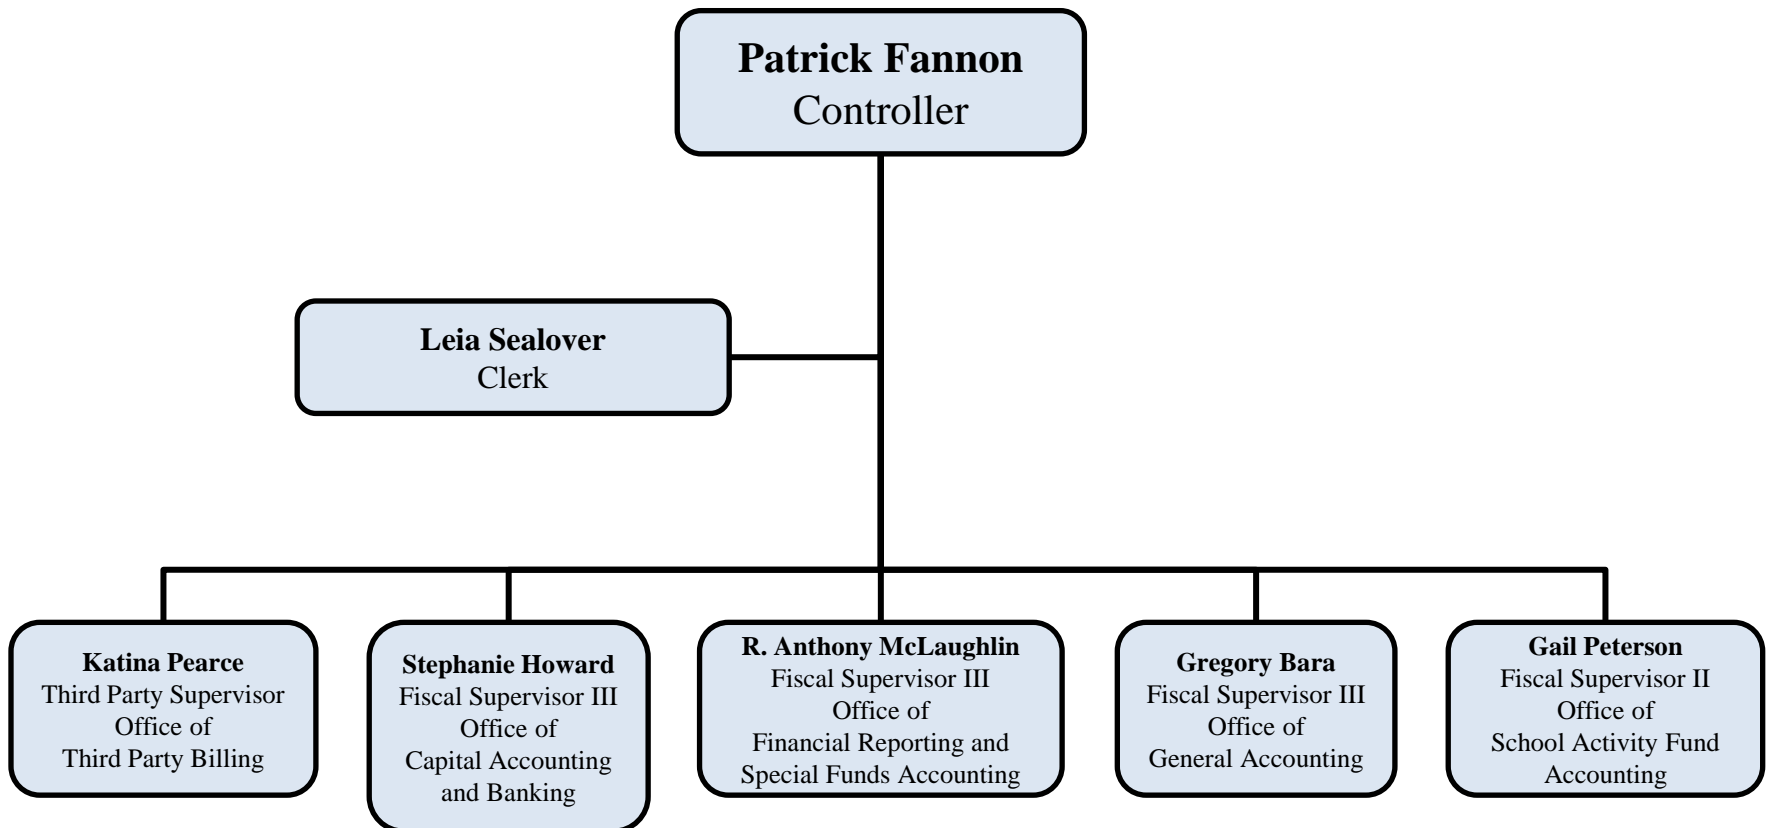 Patrick Fannon
Controller
Leia Sealover
Clerk
Katina Pearce
Third Party Supervisor
Office of
Third Party Billing
Stephanie Howard
Fiscal Supervisor III
Office of
Capital Accounting
and Banking
R. Anthony McLaughlin
Fiscal Supervisor III
Office of
Financial Reporting and
Special Funds Accounting
Gregory Bara
Fiscal Supervisor III
Office of
General Accounting
Gail Peterson
Fiscal Supervisor II
Office of
School Activity Fund
Accounting